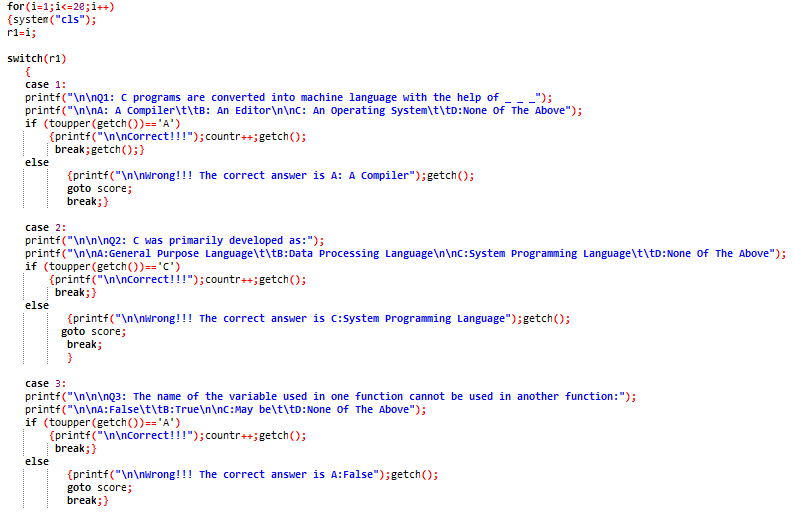 for(i=1;i<=20;i++)
{system("cls");
r1=i;
switch(r1)
{
case 1:
printf("\n\nQ1: C programs are converted into machine language with the help of _ _ _");
printf("\n\nA: A Compiler\t\tB: An Editor\n\nC: An Operating System\t\tD:None Of The Above");
if (toupper(getch())=='A')
{printf("\n\nCorrect!!!");countr++;getch();
break;getch();}
else
{printf("\n\nWrong!!! The correct answer is A: A Compiler");getch();
goto score;
break;}
case 2:
printf("\n\n\nQ2: C was primarily developed as:");
printf("\n\nA:General Purpose Language\t\tB:Data Processing Language\n\nC:System Programming Language\t\tD:None Of The Above");
if (toupper(getch())=='C')
{printf("\n\nCorrect!!!");countr++;getch();
break;}
else
{printf("\n\nWrong!!! The correct answer is C:System Programming Language");getch();
goto score;
break;
}
case 3:
printf("\n\n\nQ3: The name of the variable used in one function cannot be used in another function:");
printf("\n\nA:False\t\tB:True\n\nC:May be\t\tD:None Of The Above");
if (toupper(getch())=='A')
{printf("\n\nCorrect!!!");countr++;getch();
break;}
else
{printf("\n\nWrong!!! The correct answer is A:False");getch();
goto score;
break;}